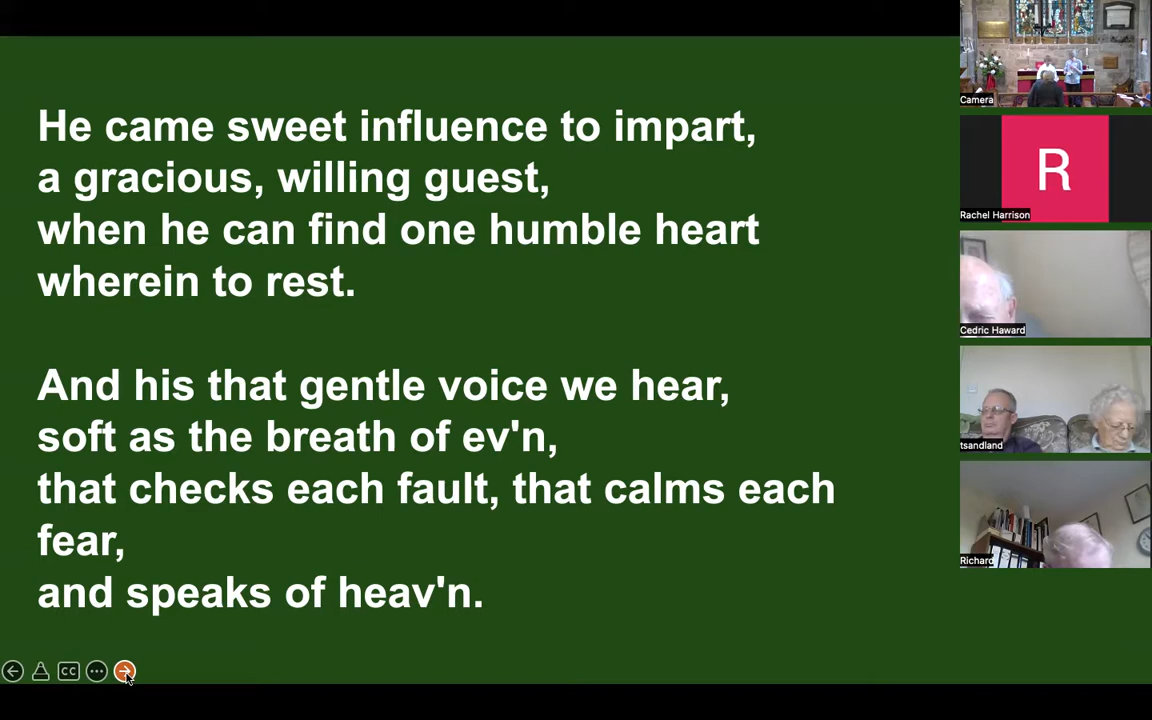 He came sweet influence to impart,
a gracious, willing guest,
when he can find one humble heart
wherein to rest.
And his that gentle voice we hear,
soft as the breath of ev'n,
that checks each fault, that calms each
fear,
and speaks of heav'n.
CC
Camera
R
Rachel Harrison
Cedric Haward
tsandland
Richard